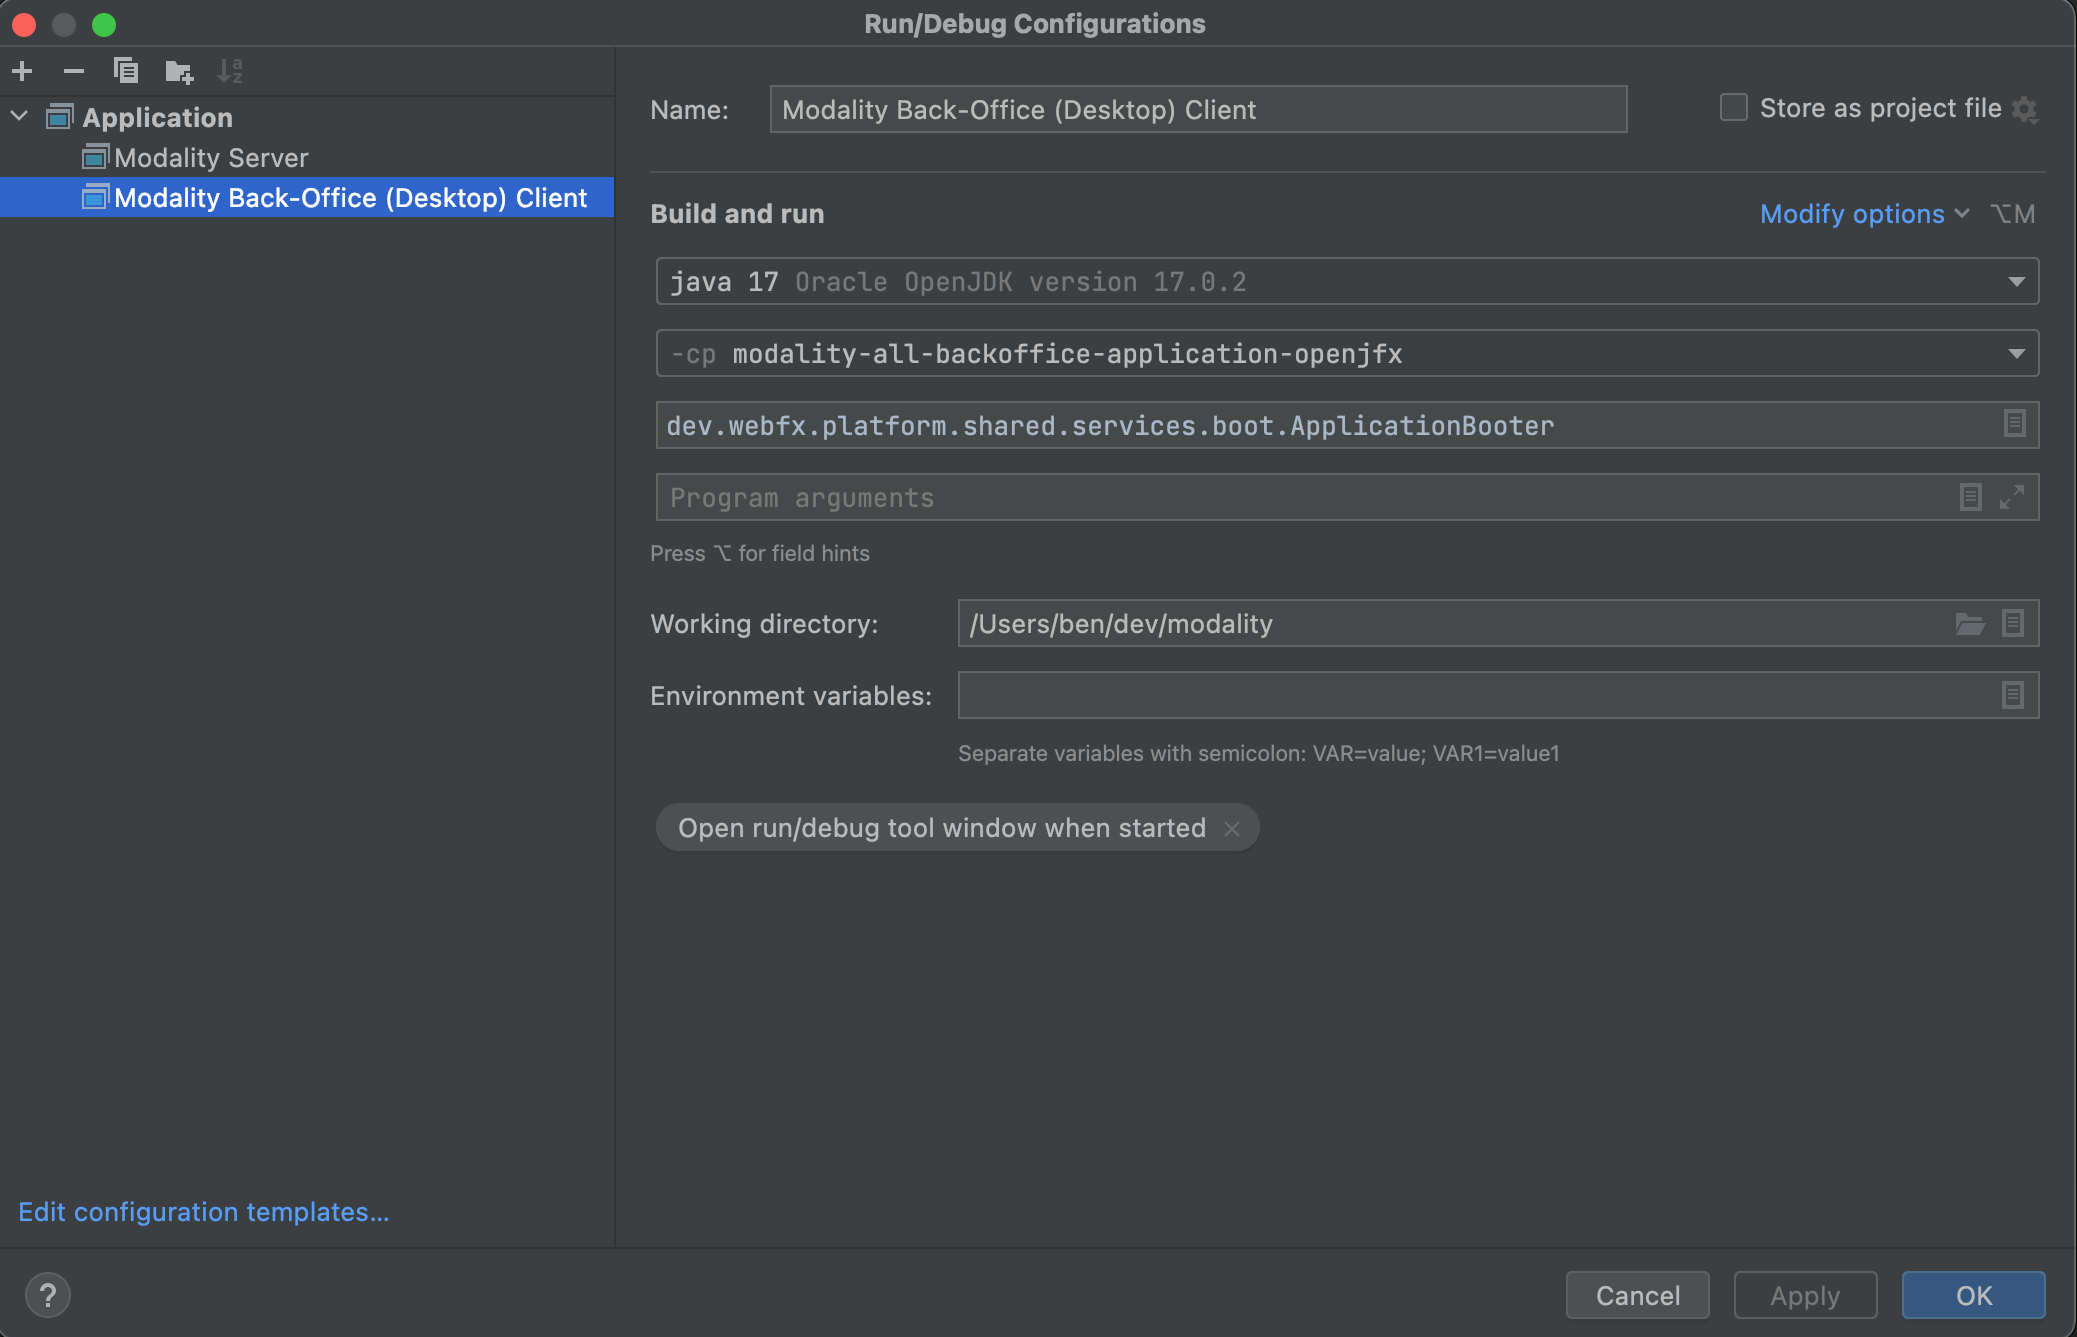 Run/Debug Configurations
Application
Modality Server
Modality Back-Office (Desktop) Client
Edit configuration templates...
Name: Modality Back-Office (Desktop) Client
Store as project file
Build and run
Modify options ⌥M
java 17 Oracle OpenJDK version 17.0.2
-cp modality-all-backoffice-application-openjfx
dev.webfx.platform.shared.services.boot.ApplicationBooter
Program arguments
Press ⌥ for field hints
Working directory: /Users/ben/dev/modality
Environment variables:
Separate variables with semicolon: VAR=value; VAR1=value1
Open run/debug tool window when started ×
? Cancel Apply OK